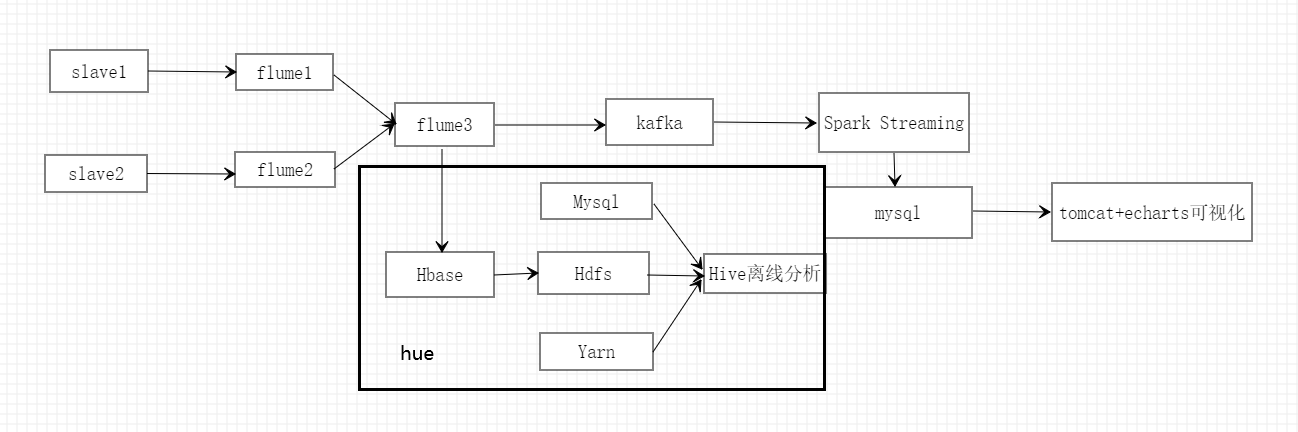 slave1
flume1
flume3
kafka
Spark Streaming
slave2
flume2
Mysql
mysql
tomcat+echarts可视化
Hbase
Hdfs
Hive离线分析
hue
Yarn